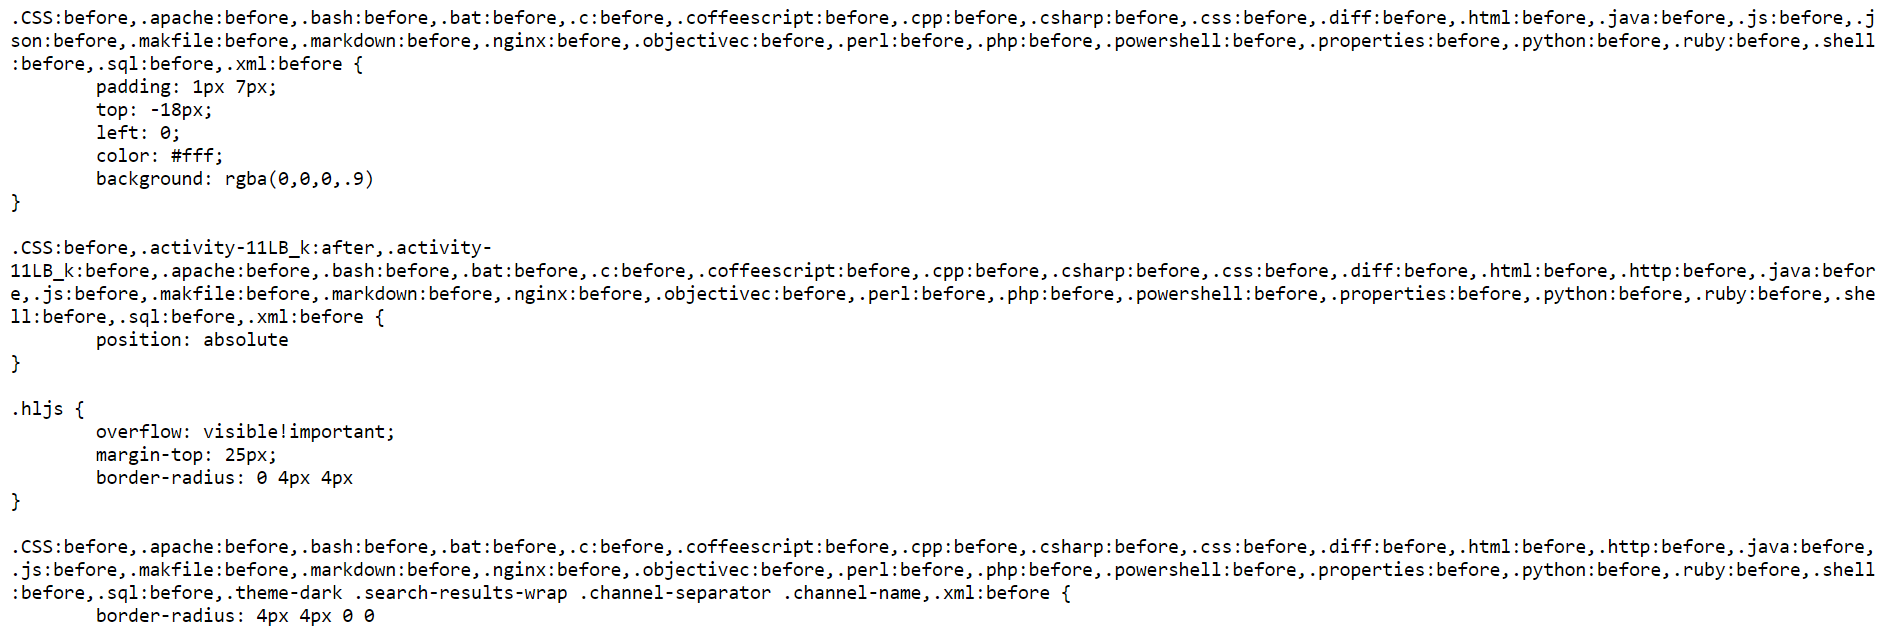 .CSS:before,.apache:before,.bash:before,.bat:before,.c:before,.coffeescript:before,.cpp:before,.csharp:before,.css:before,.diff:before,.html:before,.java:before,.js:before,.j
son:before,.makfile:before,.markdown:before,.nginx:before,.objectivec:before,.perl:before,.php:before,.powershell:before,.properties:before,.python:before,.ruby:before,.shell
:before,.sql:before,.xml:before {
        padding: 1px 7px;
        top: -18px;
        left: 0;
        color: #fff;
        background: rgba(0,0,0,.9)
}

.CSS:before,.activity-11LB_k:after,.activity-
11LB_k:before,.apache:before,.bash:before,.bat:before,.c:before,.coffeescript:before,.cpp:before,.csharp:before,.css:before,.diff:before,.html:before,.http:before,.java:befor
e,.js:before,.makfile:before,.markdown:before,.nginx:before,.objectivec:before,.perl:before,.php:before,.powershell:before,.properties:before,.python:before,.ruby:before,.she
ll:before,.sql:before,.xml:before {
        position: absolute
}

.hljs {
        overflow: visible!important;
        margin-top: 25px;
        border-radius: 0 4px 4px
}

.CSS:before,.apache:before,.bash:before,.bat:before,.c:before,.coffeescript:before,.cpp:before,.csharp:before,.css:before,.diff:before,.html:before,.http:before,.java:before,
.js:before,.makfile:before,.markdown:before,.nginx:before,.objectivec:before,.perl:before,.php:before,.powershell:before,.properties:before,.python:before,.ruby:before,.shell
:before,.sql:before,.theme-dark .search-results-wrap .channel-separator .channel-name,.xml:before {
        border-radius: 4px 4px 0 0